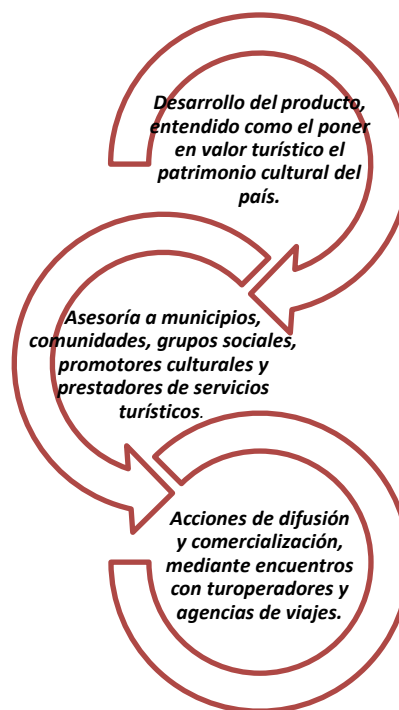 Desarrollo del producto,
entendido como el poner
en valor turístico el
patrimonio cultural del
país.
Asesoría a municipios,
comunidades, grupos sociales,
promotores culturales y
prestadores de servicios
turísticos.
Acciones de difusión
y comercialización,
mediante encuentros
con turoperadores y
agencias de viajes.